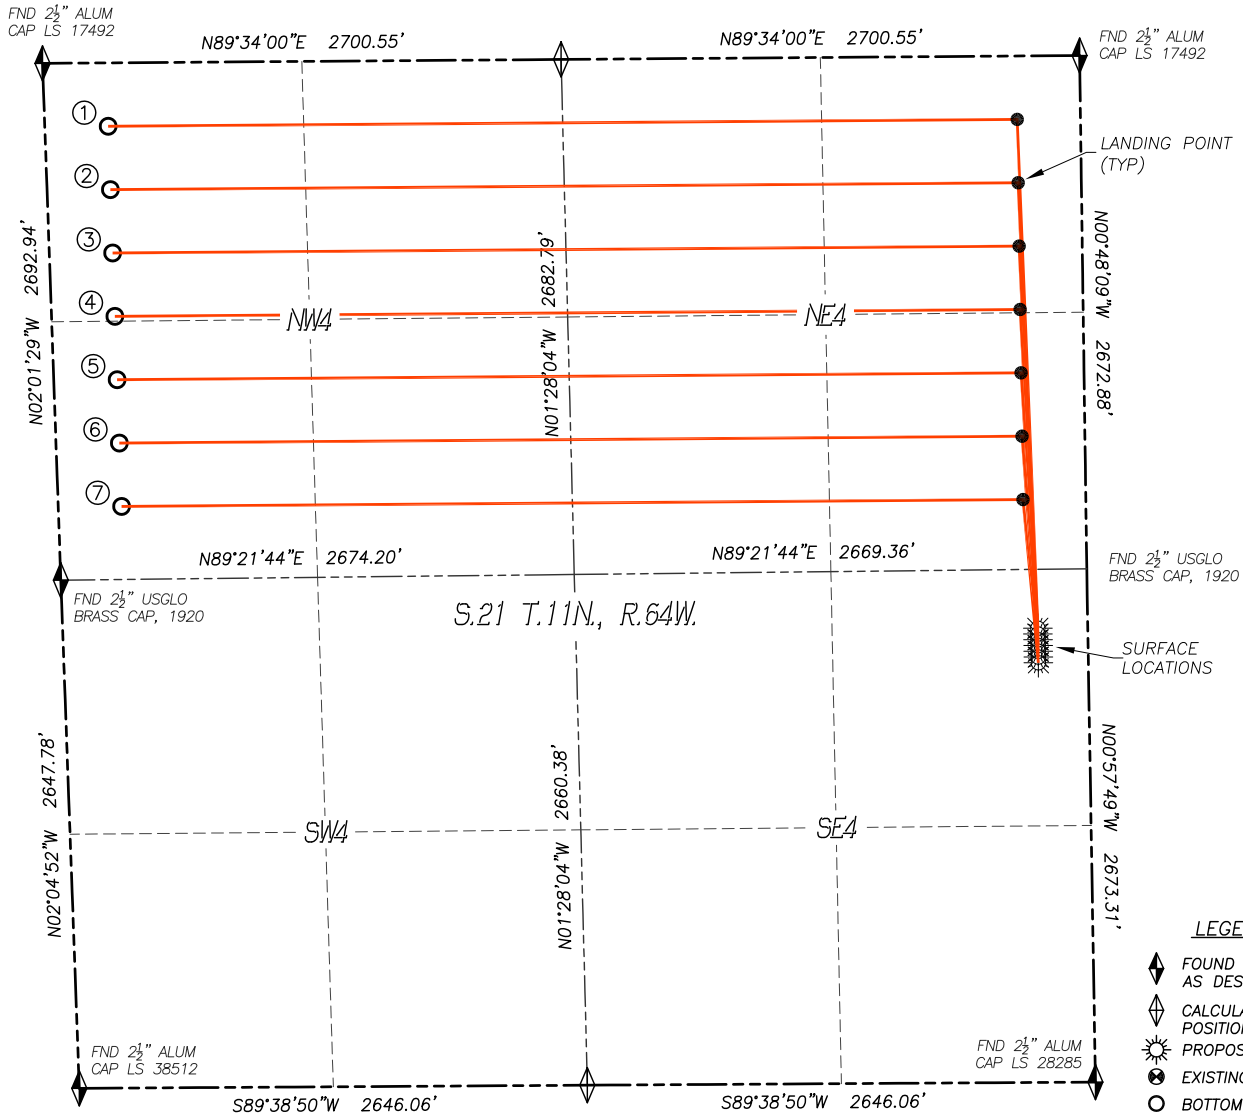 FND 2½" ALUM
CAP LS 17492
N89°34'00"E 2700.55'
N89°34'00"E 2700.55'
FND 2½" ALUM
CAP LS 17492
1
2
3
4
5
6
7
LANDING POINT
(TYP)
N02°01'29"W 2692.94'
N01°28'04"W 2682.79'
N00°48'09"W 2672.88'
NW4
NE4
N89°21'44"E 2674.20'
N89°21'44"E 2669.36'
FND 2½" USGLO
BRASS CAP, 1920
FND 2½" USGLO
BRASS CAP, 1920
S.21 T.11N., R.64W.
SURFACE
LOCATIONS
N02°04'52"W 2647.78'
N01°28'04"W 2660.38'
N00°57'49"W 2673.31'
SW4
SE4
FND 2½" ALUM
CAP LS 38512
FND 2½" ALUM
CAP LS 28285
S89°38'50"W 2646.06'
S89°38'50"W 2646.06'
LEGE
FOUND
AS DES
CALCULA
POSITION
PROPOS
EXISTING
BOTTOM